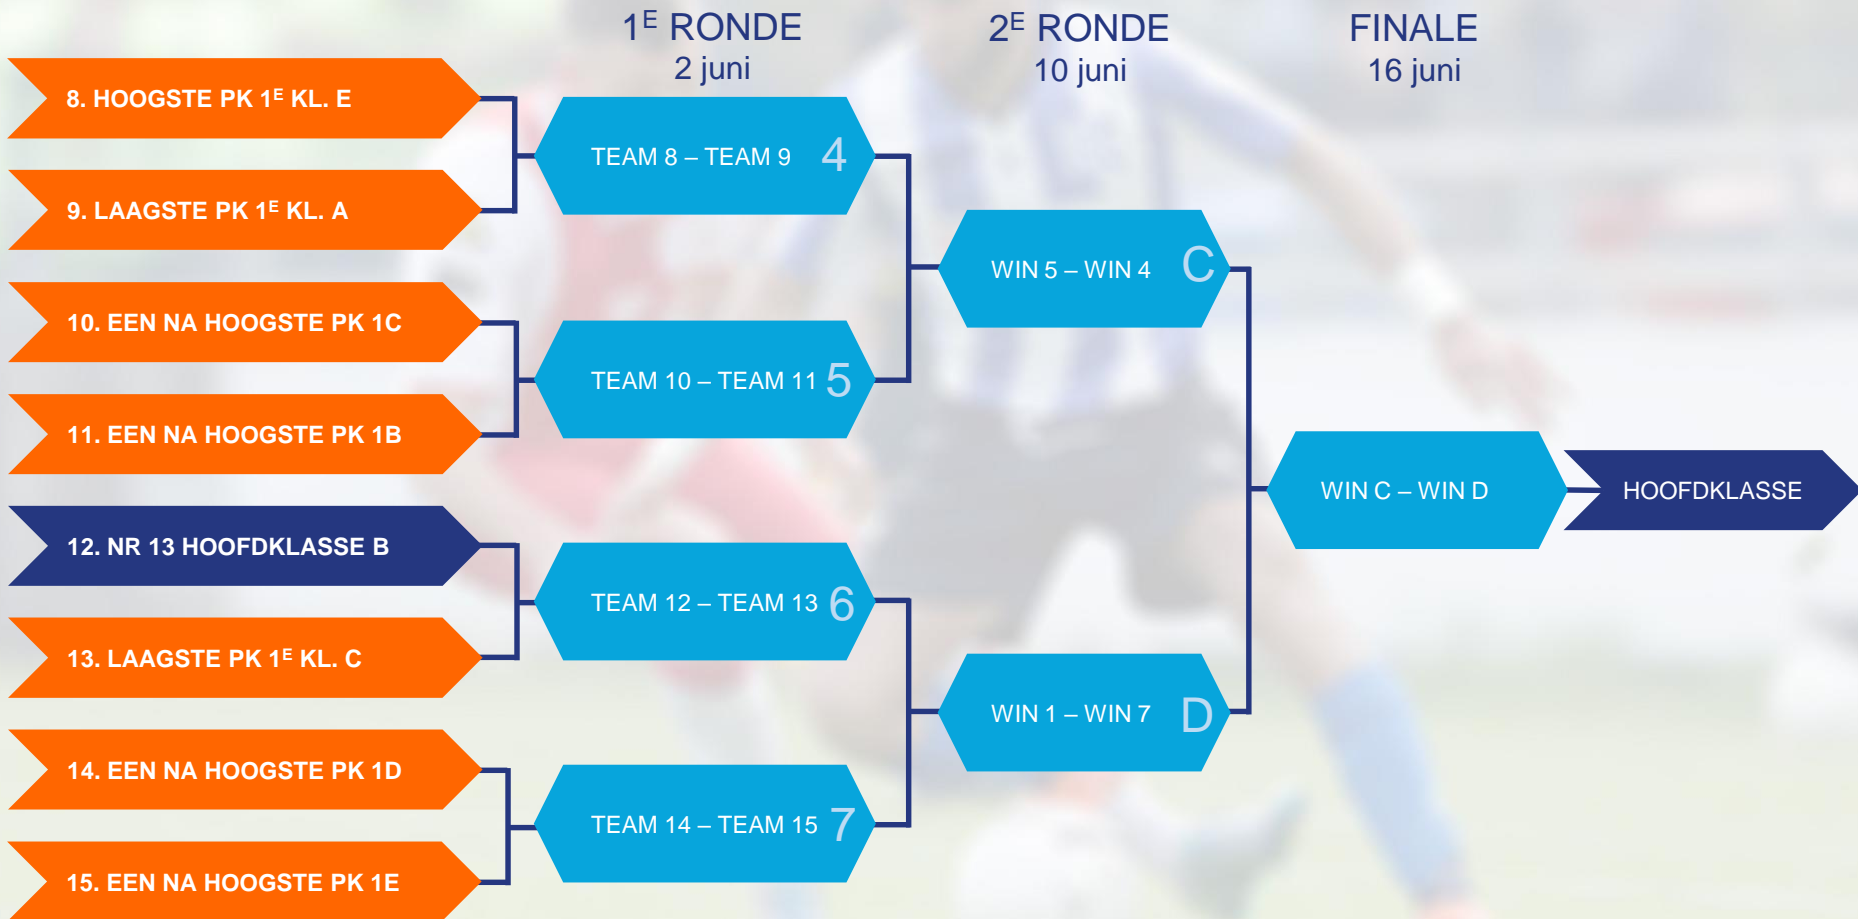 1E RONDE
2 juni
2E RONDE
10 juni
FINALE
16 juni
8. HOOGSTE PK 1E KL. E
9. LAAGSTE PK 1E KL. A
10. EEN NA HOOGSTE PK 1C
11. EEN NA HOOGSTE PK 1B
12. NR 13 HOOFDKLASSE B
13. LAAGSTE PK 1E KL. C
14. EEN NA HOOGSTE PK 1D
15. EEN NA HOOGSTE PK 1E
TEAM 8 – TEAM 9 4
TEAM 10 – TEAM 11 5
TEAM 12 – TEAM 13 6
TEAM 14 – TEAM 15 7
WIN 5 – WIN 4 C
WIN 1 – WIN 7 D
WIN C – WIN D
HOOFDKLASSE